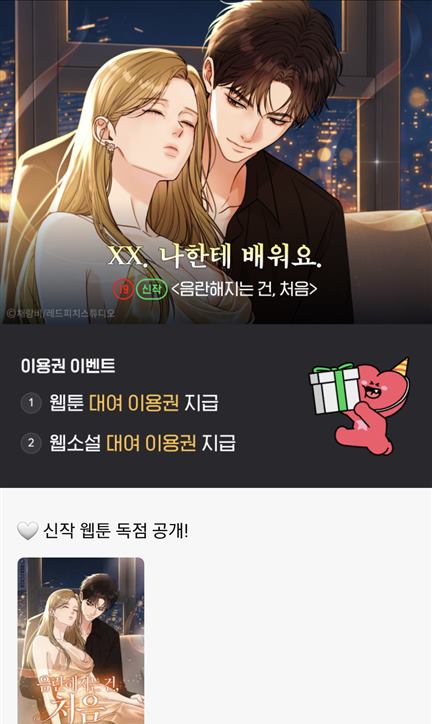 XX, 나한테 배워요.
19 신작 <음란해지는 건, 처음>
©재랑비/레드피치스튜디오
이용권 이벤트
1 웹툰 대여 이용권 지급
2 웹소설 대여 이용권 지급
🤍 신작 웹툰 독점 공개!
음란해지는 건,
처음